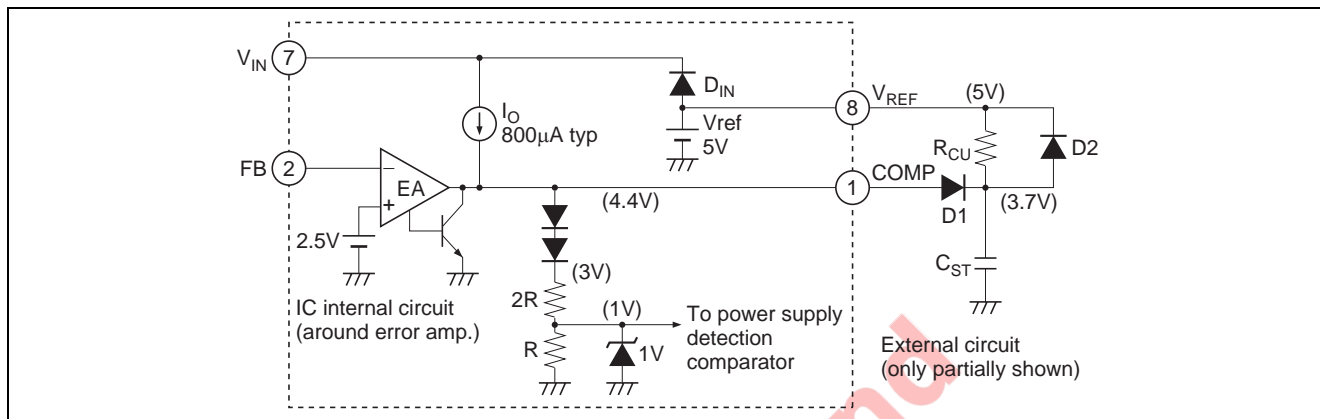 V_IN 7
I_O
800μA typ
D_IN
Vref
5V
8 V_REF (5V)
R_CU
D2
FB 2
− EA +
2.5V
COMP
1
D1
(3.7V)
(4.4V)
(3V)
2R
(1V)
R
1V
To power supply
detection
comparator
C_ST
IC internal circuit
(around error amp.)
External circuit
(only partially shown)